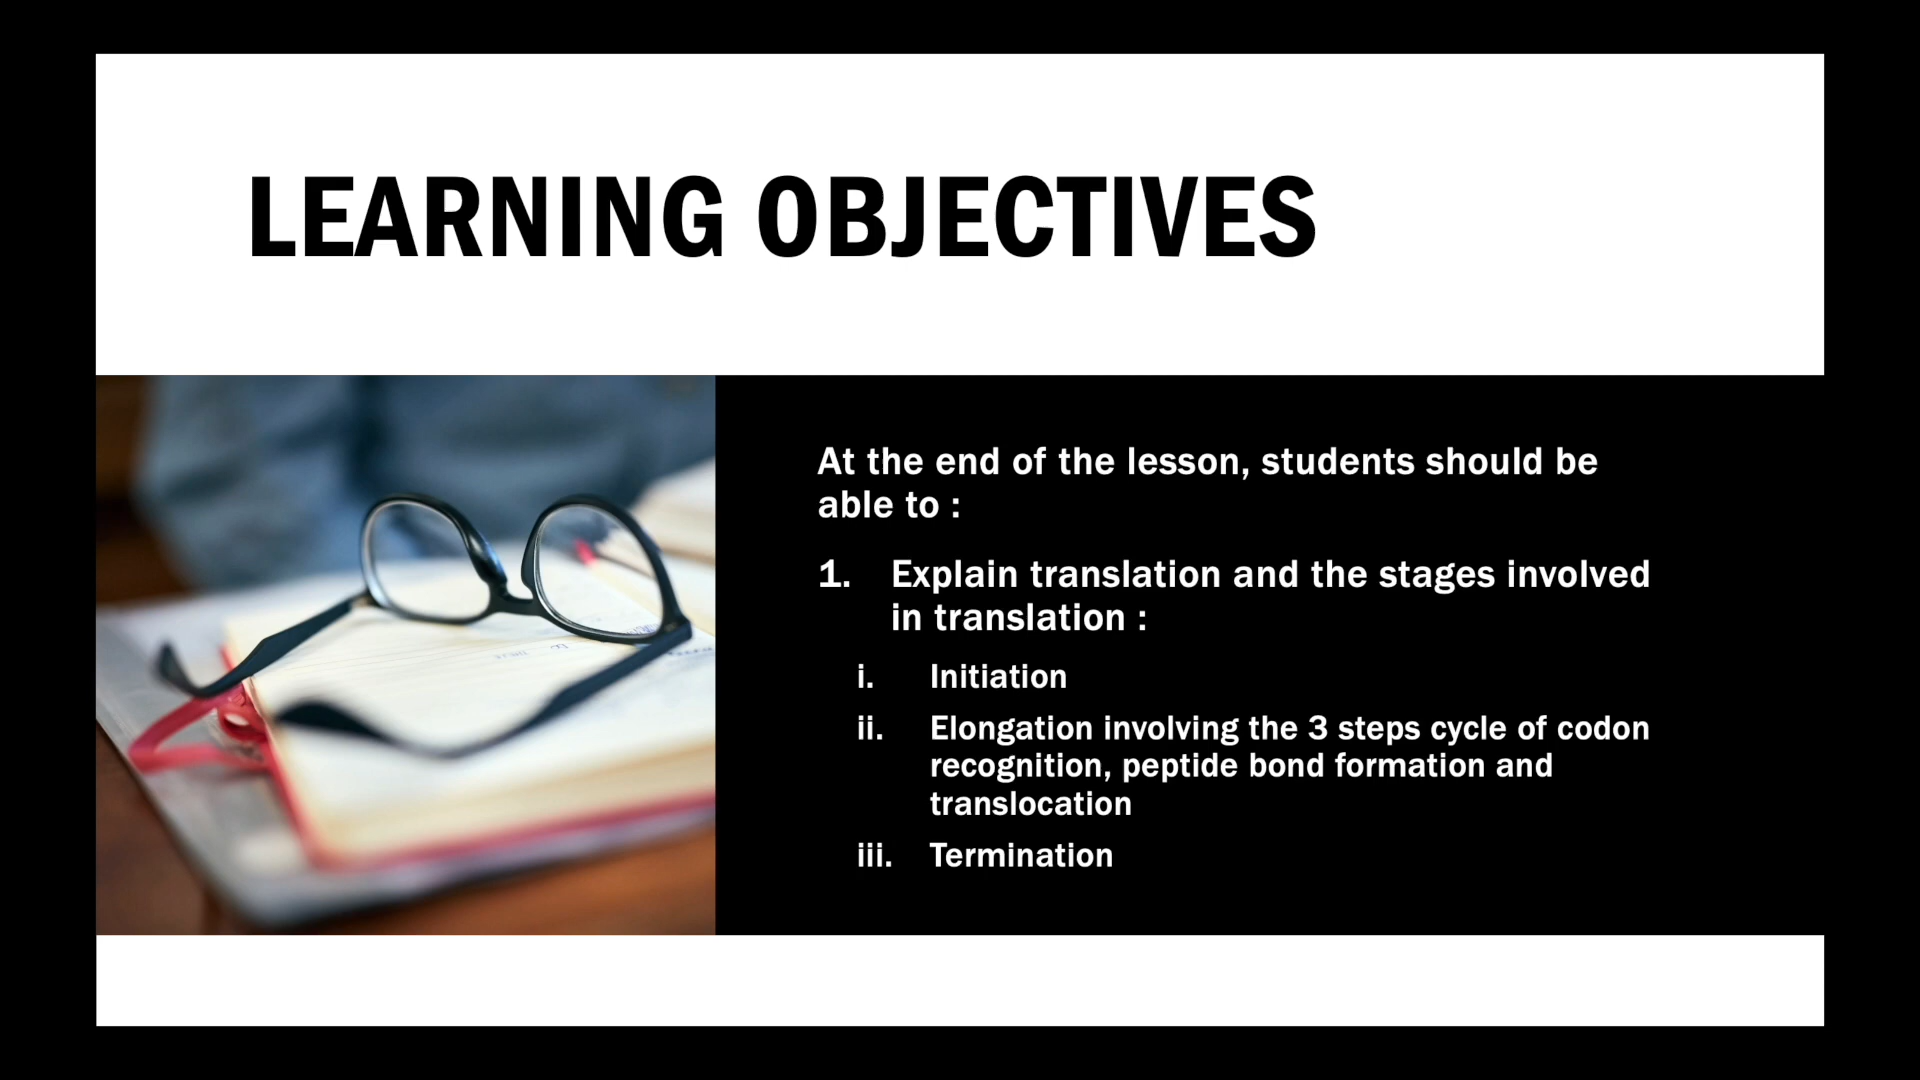 LEARNING OBJECTIVES
At the end of the lesson, students should be
able to :
1. Explain translation and the stages involved
in translation :
i. Initiation
ii. Elongation involving the 3 steps cycle of codon
recognition, peptide bond formation and
translocation
iii. Termination